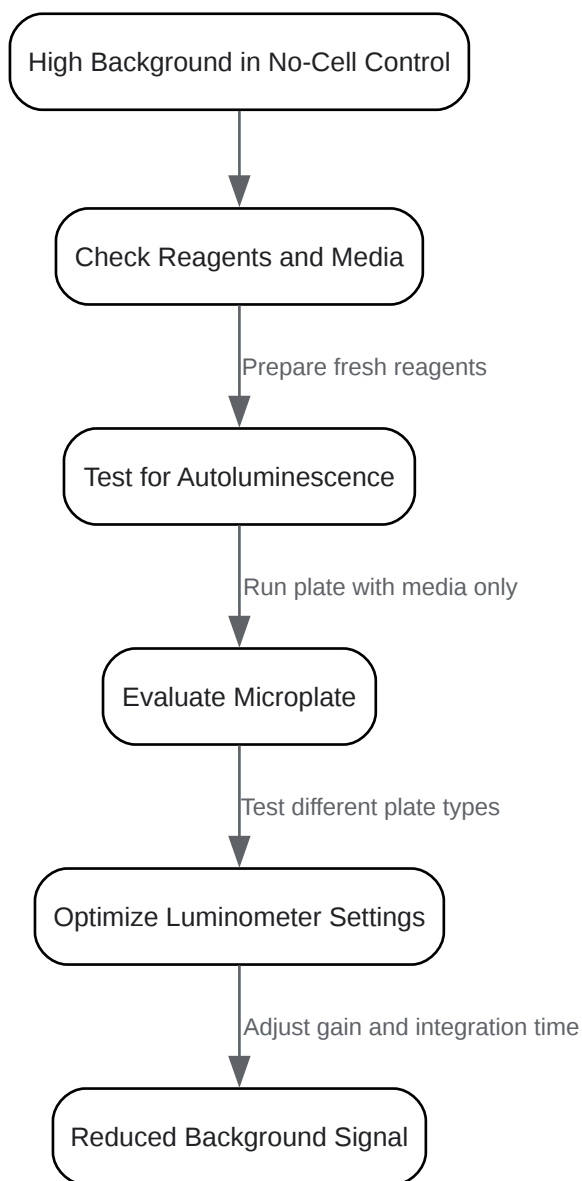 High Background in No-Cell Control
Check Reagents and Media
Prepare fresh reagents
Test for Autoluminescence
Run plate with media only
Evaluate Microplate
Test different plate types
Optimize Luminometer Settings
Adjust gain and integration time
Reduced Background Signal